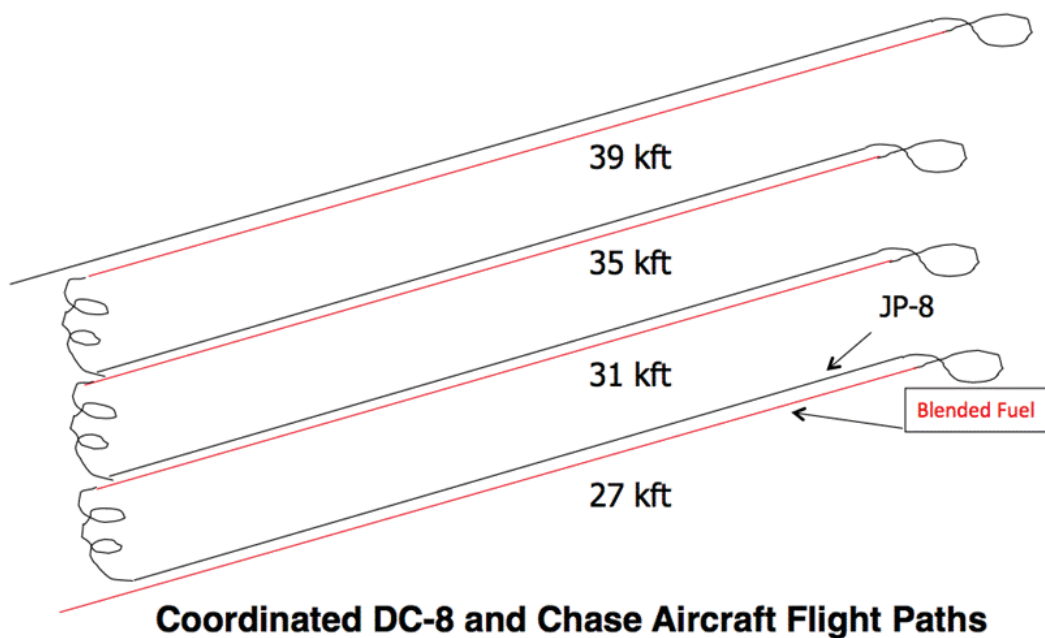 39 kft
35 kft
JP-8
31 kft
Blended Fuel
27 kft
Coordinated DC-8 and Chase Aircraft Flight Paths